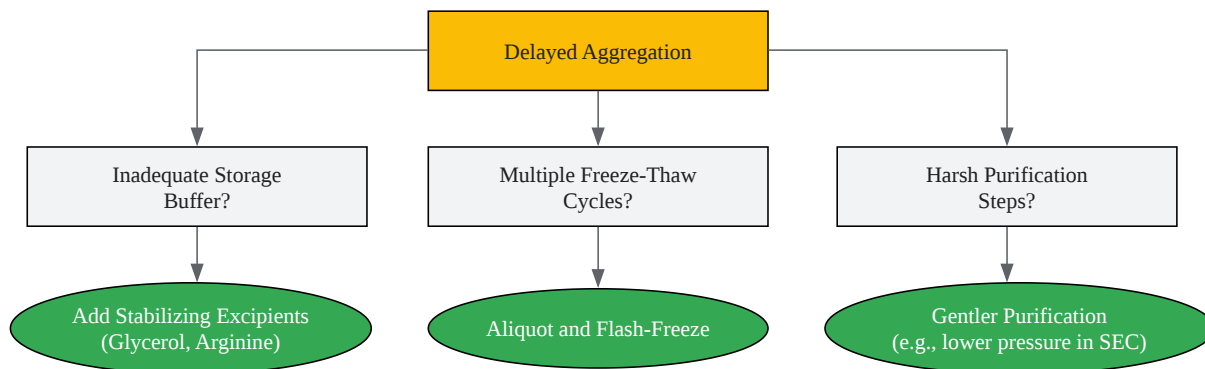 Delayed Aggregation
Inadequate Storage
Buffer?
Multiple Freeze-Thaw
Cycles?
Harsh Purification
Steps?
Add Stabilizing Excipients
(Glycerol, Arginine)
Aliquot and Flash-Freeze
Gentler Purification
(e.g., lower pressure in SEC)